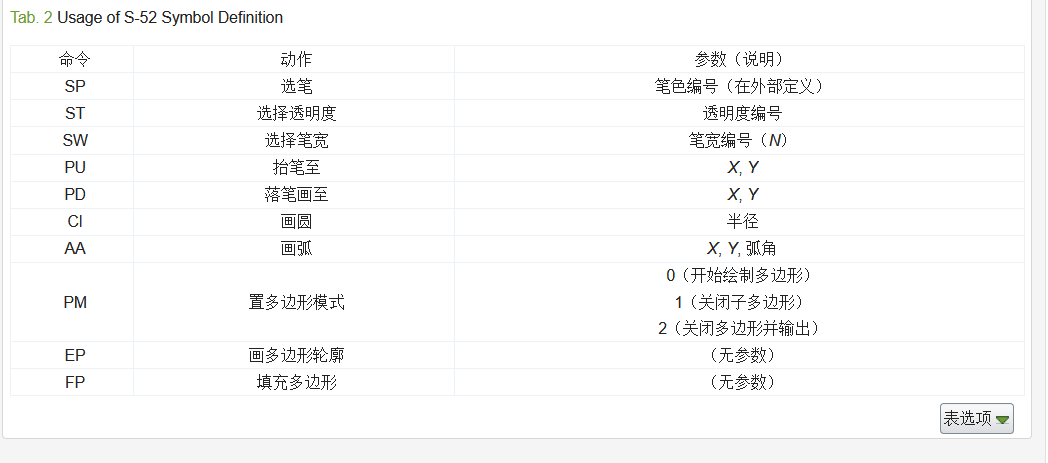 Tab. 2 Usage of S-52 Symbol Definition
命令 动作 参数（说明）
SP 选笔 笔色编号（在外部定义）
ST 选择透明度 透明度编号
SW 选择笔宽 笔宽编号（N）
PU 抬笔至 X, Y
PD 落笔画至 X, Y
CI 画圆 半径
AA 画弧 X, Y, 弧角
0（开始绘制多边形）
PM 置多边形模式 1（关闭子多边形）
2（关闭多边形并输出）
EP 画多边形轮廓 （无参数）
FP 填充多边形 （无参数）
表选项